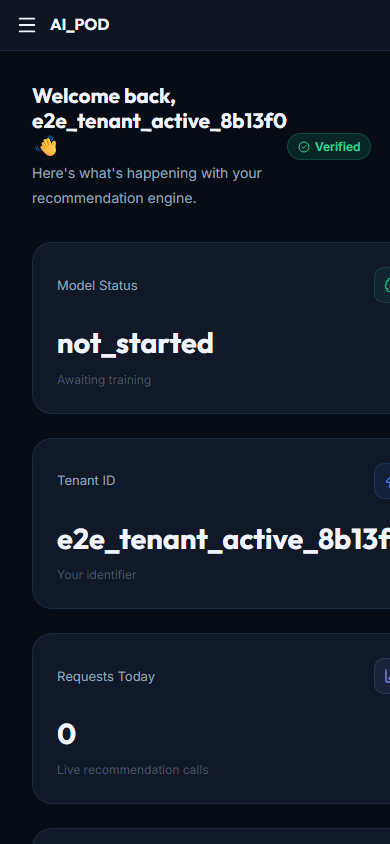 AI_POD
Welcome back,
e2e_tenant_active_8b13f0
👋
Verified
Here's what's happening with your
recommendation engine.
Model Status
not_started
Awaiting training
Tenant ID
e2e_tenant_active_8b13f
Your identifier
Requests Today
0
Live recommendation calls